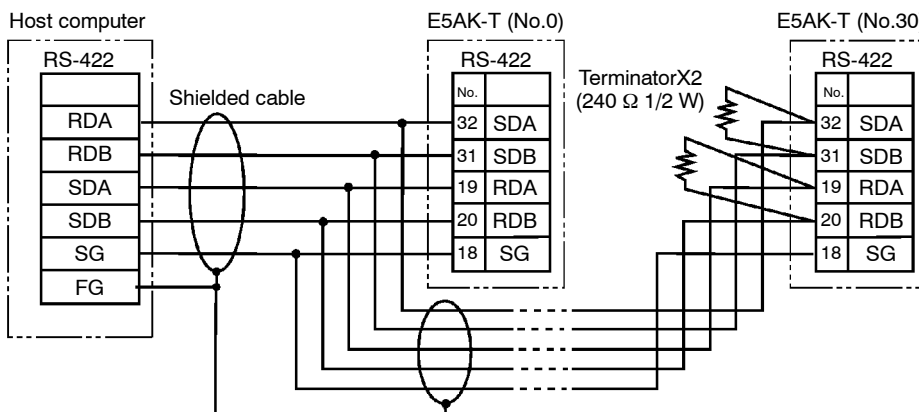 Host computer
RS-422
RDA
RDB
SDA
SDB
SG
FG
Shielded cable
E5AK-T (No.0)
RS-422
No.
32 SDA
31 SDB
19 RDA
20 RDB
18 SG
TerminatorX2
(240 Ω 1/2 W)
E5AK-T (No.30
RS-422
No.
32 SDA
31 SDB
19 RDA
20 RDB
18 SG